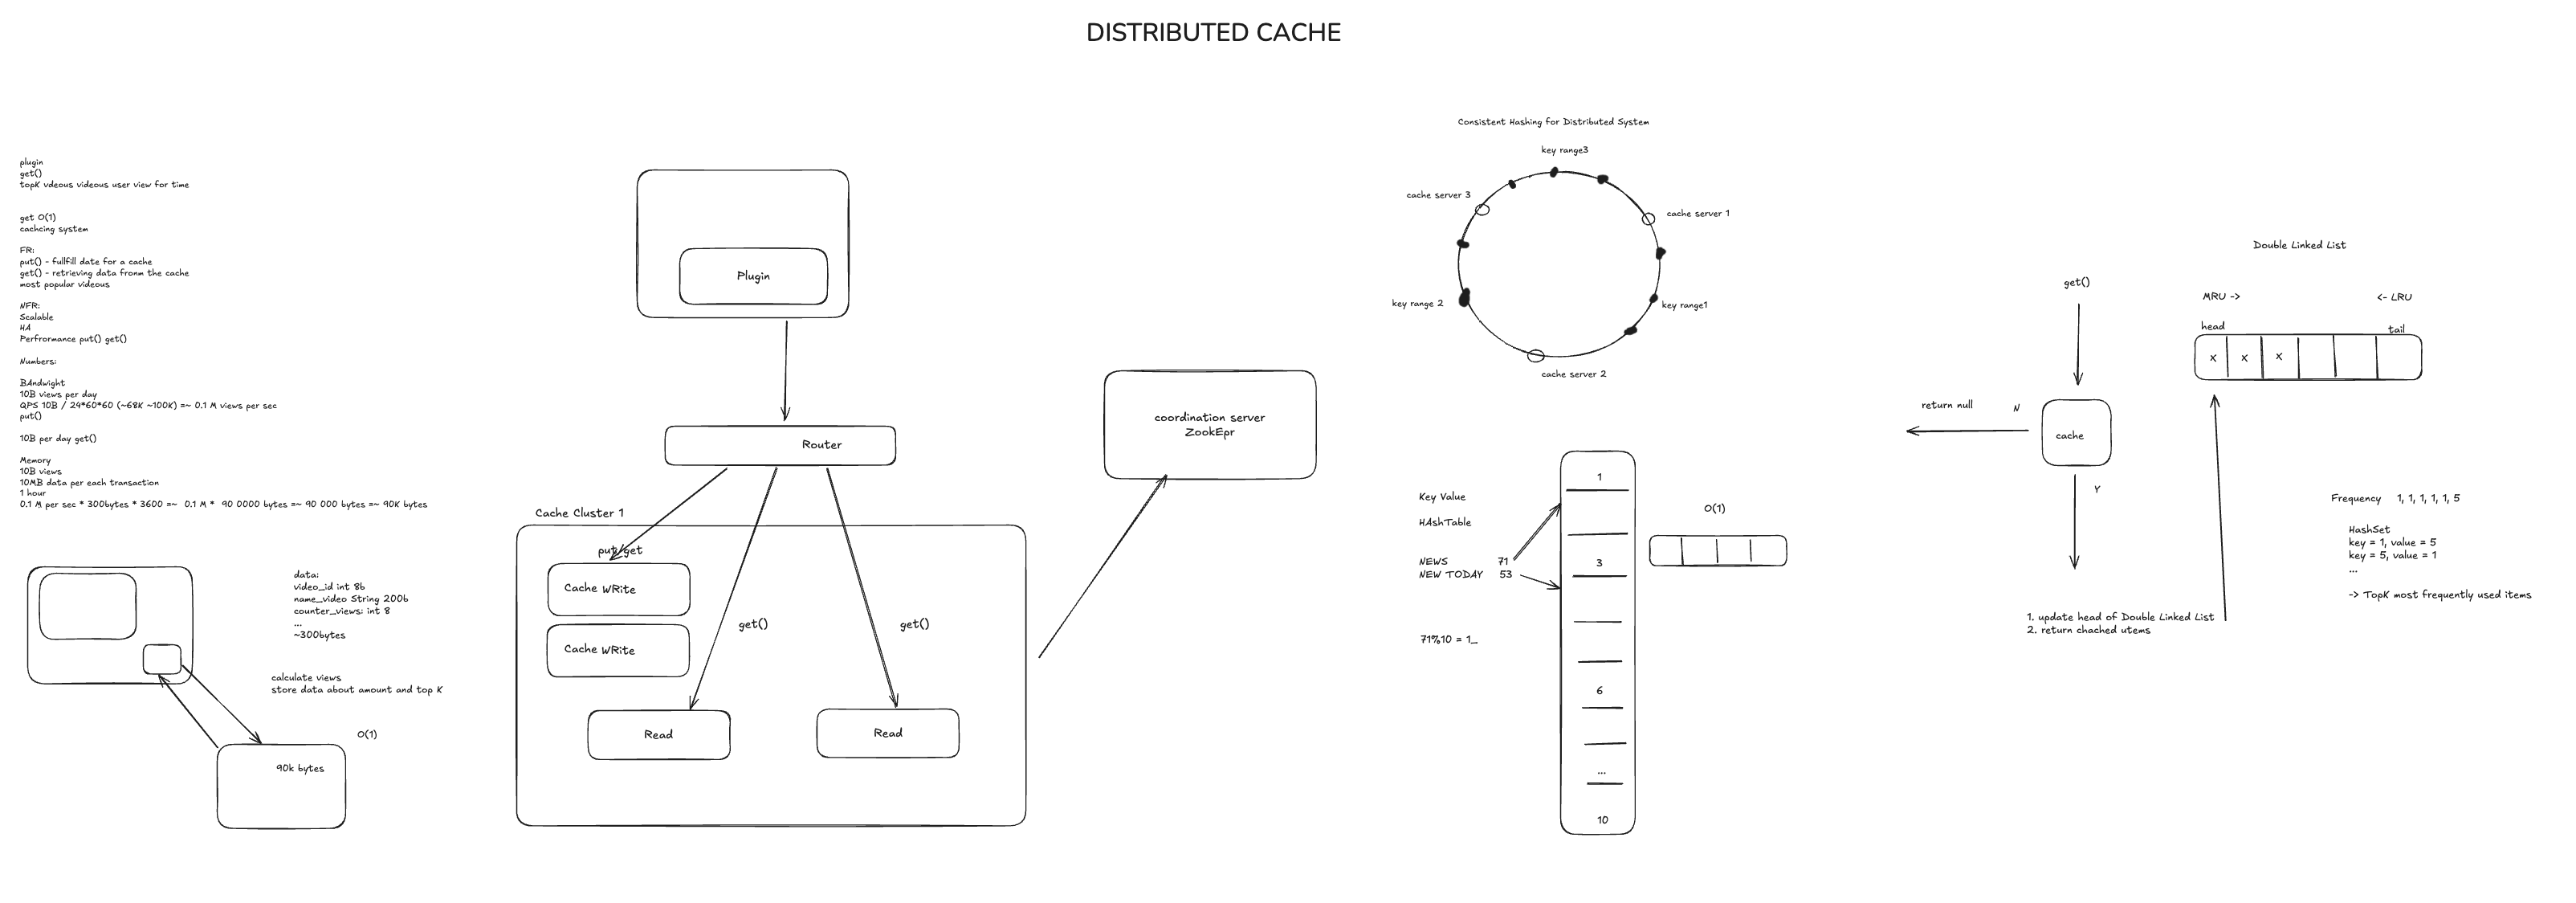 DISTRIBUTED CACHE
plugin
get()
topK vdeous videous user view for time
get O(1)
cachcing system
FR:
put() - fullfill date for a cache
get() - retrieving data fronm the cache
most popular videous
NFR:
Scalable
HA
Perfrormance put() get()
Numbers:
BAndwight
10B views per day
QPS 10B / 24*60*60 (~68K ~100K) =~ 0.1 M views per sec
put()
10B per day get()
Memory
10B views
10MB data per each transaction
1 hour
0.1 M per sec * 300bytes * 3600 =~ 0.1 M * 90 0000 bytes =~ 90 000 bytes =~ 90K bytes
data:
video_id int 8b
name_video String 200b
counter_views: int 8
...
~300bytes
calculate views
store data about amount and top K
O(1)
90k bytes
Plugin
Router
Cache Cluster 1
put/get
Cache WRite
Cache WRite
get()
get()
Read
Read
coordination server
ZookEpr
Consistent Hashing for Distributed System
key range3
cache server 3
cache server 1
key range 2
key range1
cache server 2
Key Value
HAshTable
NEWS 71
NEW TODAY 53
71%10 = 1_
1
3
6
...
10
O(1)
get()
return null
N
cache
Y
1. update head of Double Linked List
2. return chached utems
Double Linked List
MRU ->
<- LRU
head
tail
x x x
Frequency 1, 1, 1, 1, 1, 5
HashSet
key = 1, value = 5
key = 5, value = 1
...
-> TopK most frequently used items